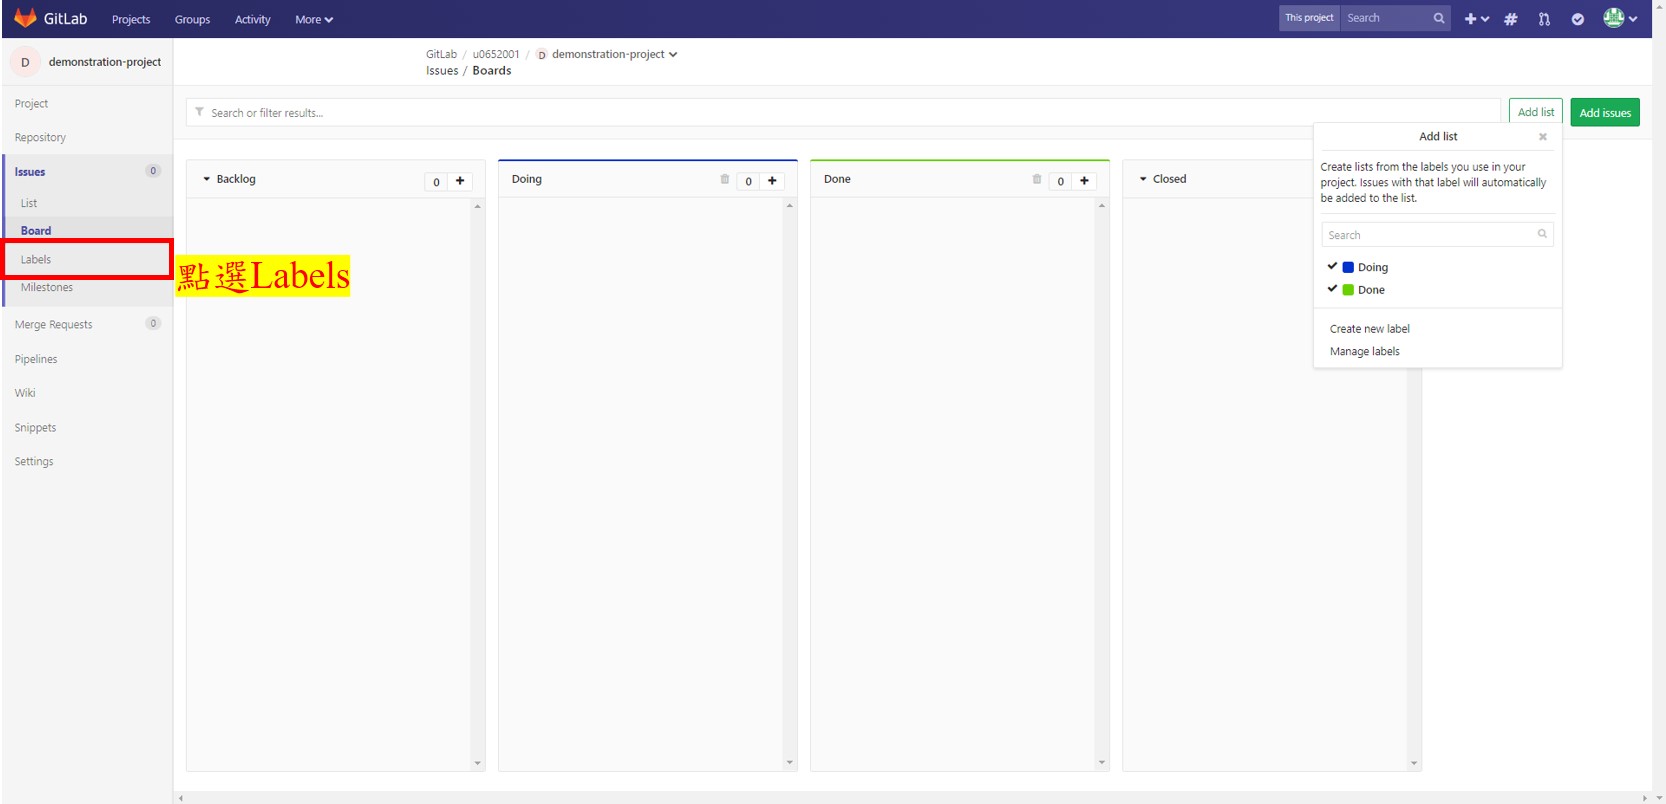 GitLab Projects Groups Activity More This project Search
D demonstration-project
GitLab / u0652001 / D demonstration-project
Issues / Boards
Project
Repository
Issues 0
List
Board
Labels
Milestones
Merge Requests 0
Pipelines
Wiki
Snippets
Settings
點選Labels
Search or filter results...
Add list
Add issues
Backlog 0
Doing 0
Done 0
Closed
Add list
Create lists from the labels you use in your
project. Issues with that label will automatically
be added to the list.
Search
Doing
Done
Create new label
Manage labels